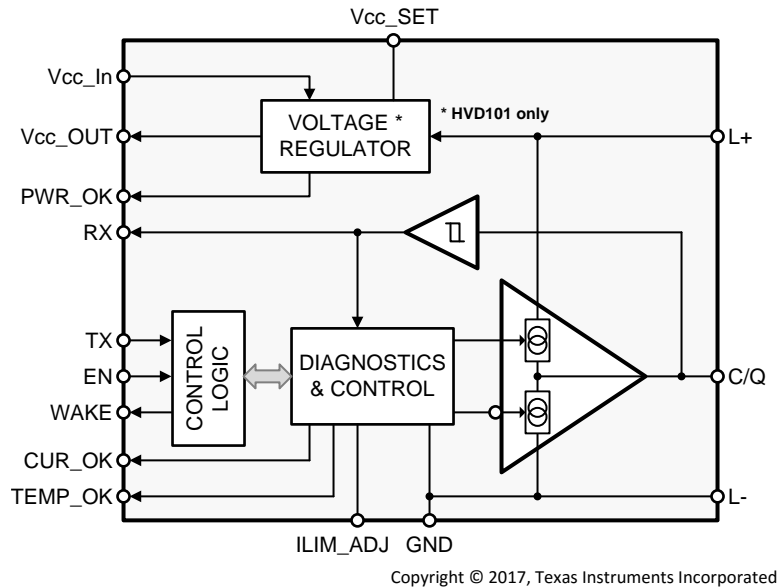 Vcc_SET
Vcc_In
* HVD101 only
VOLTAGE *
REGULATOR
Vcc_OUT
L+
PWR_OK
RX
TX
EN
WAKE
CONTROL
LOGIC
DIAGNOSTICS
& CONTROL
C/Q
CUR_OK
TEMP_OK
L-
ILIM_ADJ
GND
Copyright © 2017, Texas Instruments Incorporated